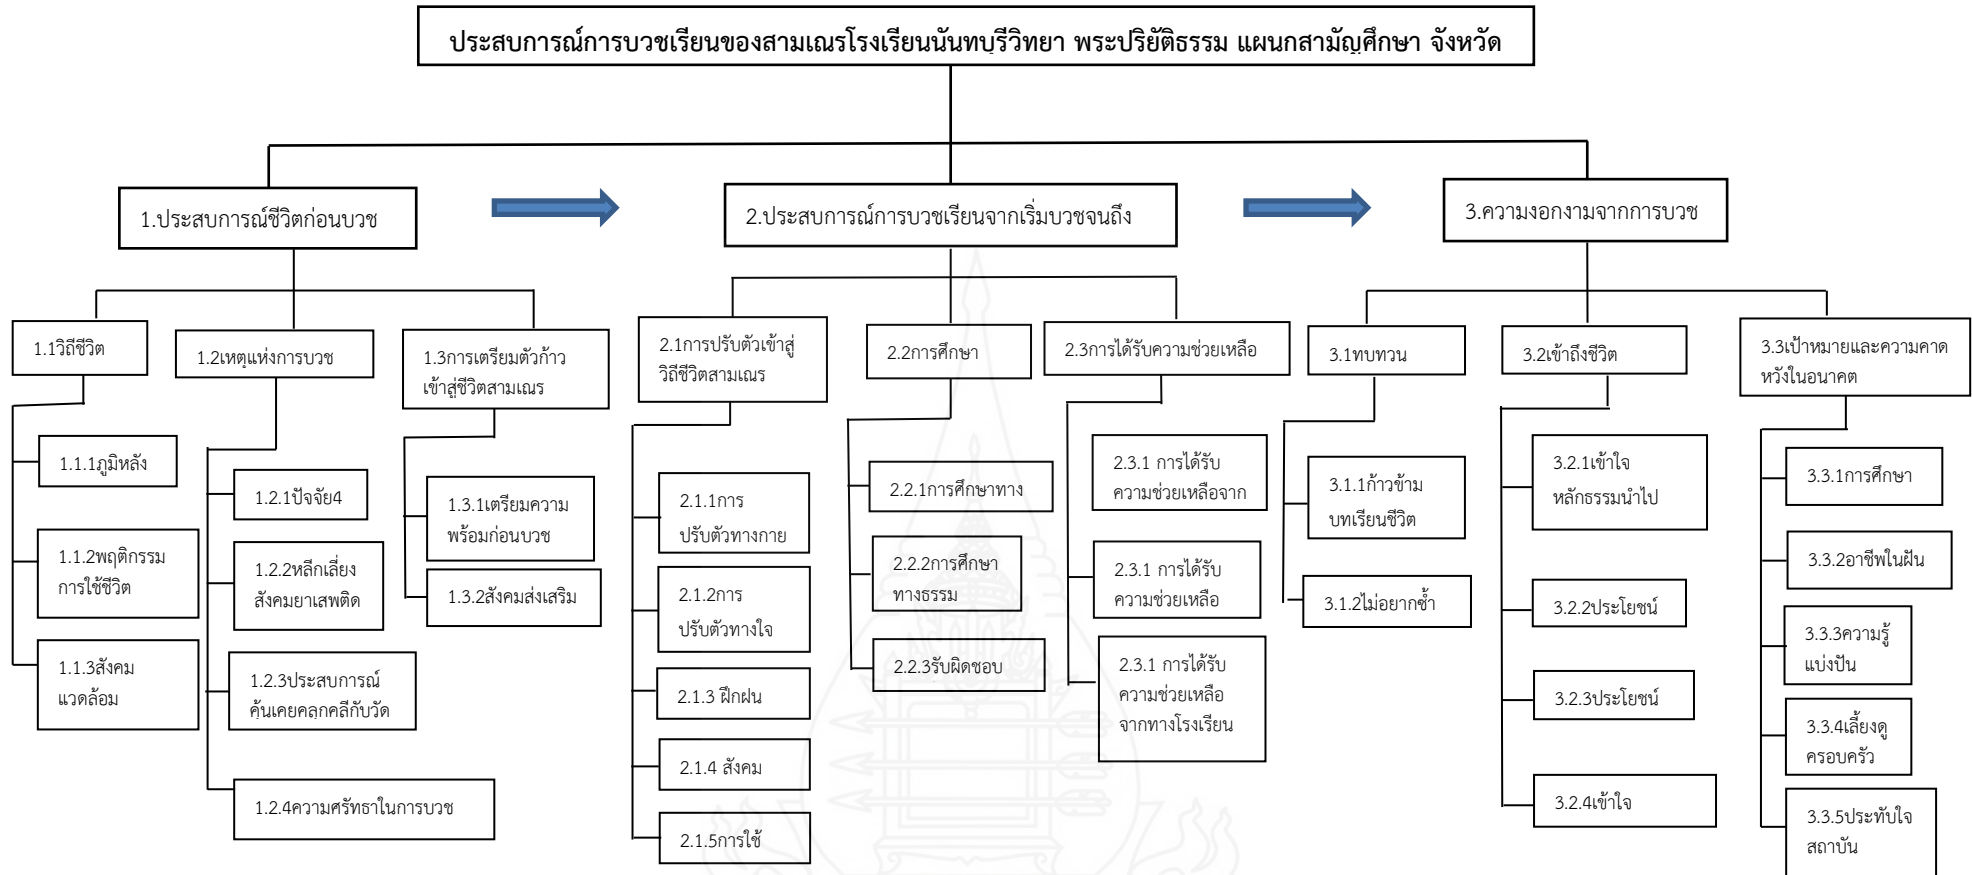 ประสบการณ์การบวชเรียนของสามเณรโรงเรียนนันทบุรีวิทยา พระปริยัติธรรม แผนกสามัญศึกษา จังหวัด
1.ประสบการณ์ชีวิตก่อนบวช
2.ประสบการณ์การบวชเรียนจากเริ่มบวชจนถึง
3.ความงอกงามจากการบวช
1.1วิถีชีวิต
1.2เหตุแห่งการบวช
1.3การเตรียมตัวก้าว
เข้าสู่ชีวิตสามเณร
2.1การปรับตัวเข้าสู่
วิถีชีวิตสามเณร
2.2การศึกษา
2.3การได้รับความช่วยเหลือ
3.1ทบทวน
3.2เข้าถึงชีวิต
3.3เป้าหมายและความคาด
หวังในอนาคต
1.1.1ภูมิหลัง
1.1.2พฤติกรรม
การใช้ชีวิต
1.1.3สังคม
แวดล้อม
1.2.1ปัจจัย4
1.2.2หลีกเลี่ยง
สังคมยาเสพติด
1.2.3ประสบการณ์
คุ้นเคยคลุกคลีกับวัด
1.2.4ความศรัทธาในการบวช
1.3.1เตรียมความ
พร้อมก่อนบวช
1.3.2สังคมส่งเสริม
2.1.1การ
ปรับตัวทางกาย
2.1.2การ
ปรับตัวทางใจ
2.1.3 ฝึกฝน
2.1.4 สังคม
2.1.5การใช้
2.2.1การศึกษาทาง
2.2.2การศึกษา
ทางธรรม
2.2.3รับผิดชอบ
2.3.1 การได้รับ
ความช่วยเหลือจาก
2.3.1 การได้รับ
ความช่วยเหลือ
2.3.1 การได้รับ
ความช่วยเหลือ
จากทางโรงเรียน
3.1.1ก้าวข้าม
บทเรียนชีวิต
3.1.2ไม่อยากซ้ำ
3.2.1เข้าใจ
หลักธรรมนำไป
3.2.2ประโยชน์
3.2.3ประโยชน์
3.2.4เข้าใจ
3.3.1การศึกษา
3.3.2อาชีพในฝัน
3.3.3ความรู้
แบ่งปัน
3.3.4เลี้ยงดู
ครอบครัว
3.3.5ประทับใจ
สถาบัน